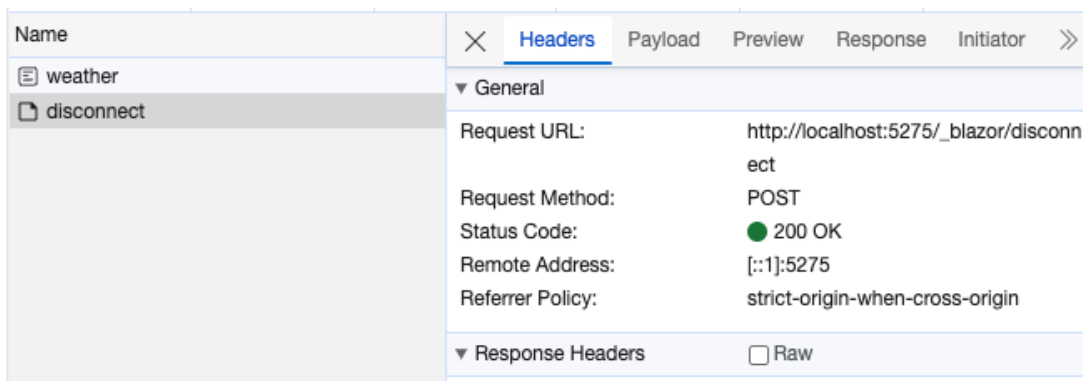 Name
weather
disconnect
Headers Payload Preview Response Initiator
General
Request URL: http://localhost:5275/_blazor/disconn
ect
Request Method: POST
Status Code: 200 OK
Remote Address: [::1]:5275
Referrer Policy: strict-origin-when-cross-origin
Response Headers Raw